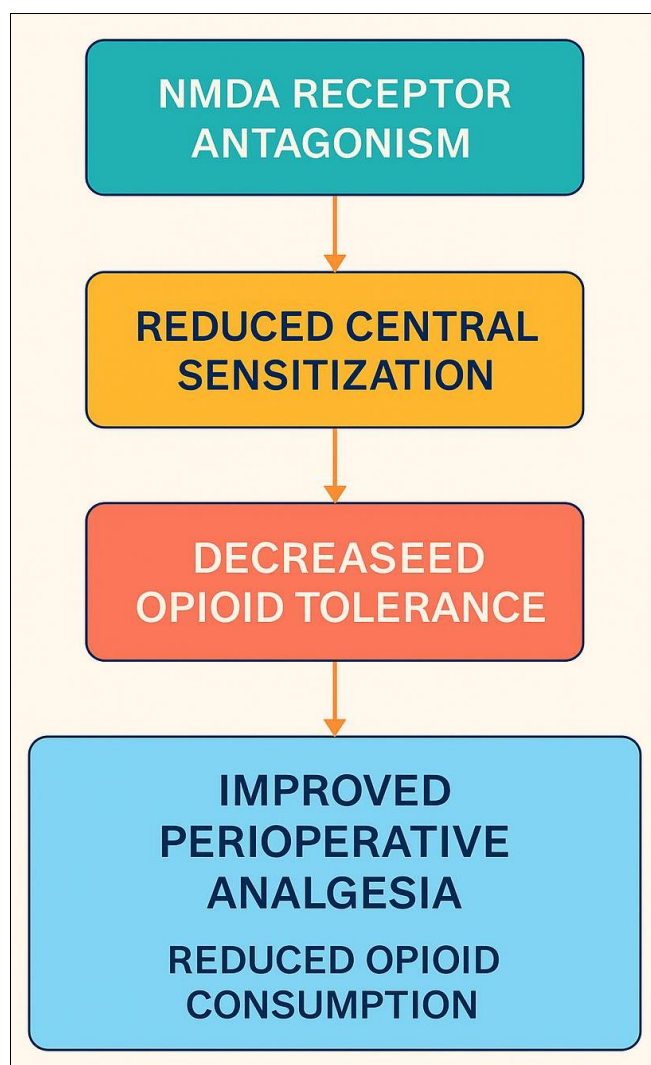 NMDA RECEPTOR
ANTAGONISM
REDUCED CENTRAL
SENSITIZATION
DECREASEED
OPIOID TOLERANCE
IMPROVED
PERIOPERATIVE
ANALGESIA
REDUCED OPIOID
CONSUMPTION